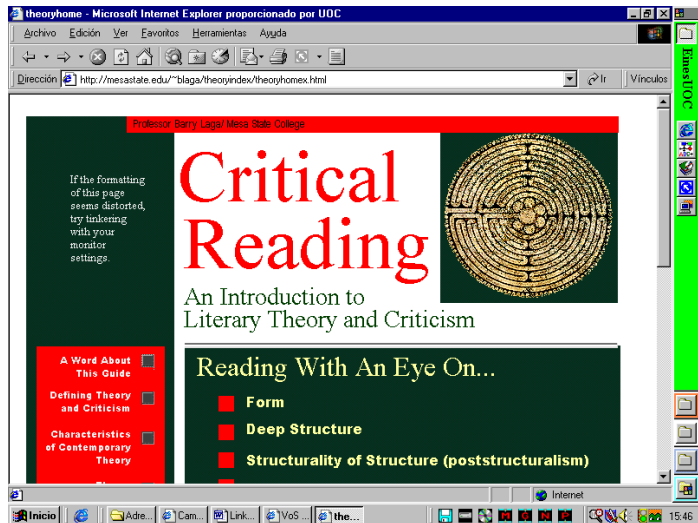 theoryhome - Microsoft Internet Explorer proporcionado por UOC
Archivo Edición Ver Favoritos Herramientas Ayuda
Dirección http://mesastate.edu/~blaga/theoryindex/theoryhomex.html Ir Vínculos
EinesUOC
Professor Barry Laga/ Mesa State College
If the formatting
of this page
seems distorted,
try tinkering
with your
monitor
settings.
Critical
Reading
An Introduction to
Literary Theory and Criticism
A Word About
This Guide
Defining Theory
and Criticism
Characteristics
of Contemporary
Theory
Reading With An Eye On...
Form
Deep Structure
Structurality of Structure (poststructuralism)
Internet
Inicio Adre... Cam... Link... VoS ... the... 15:46